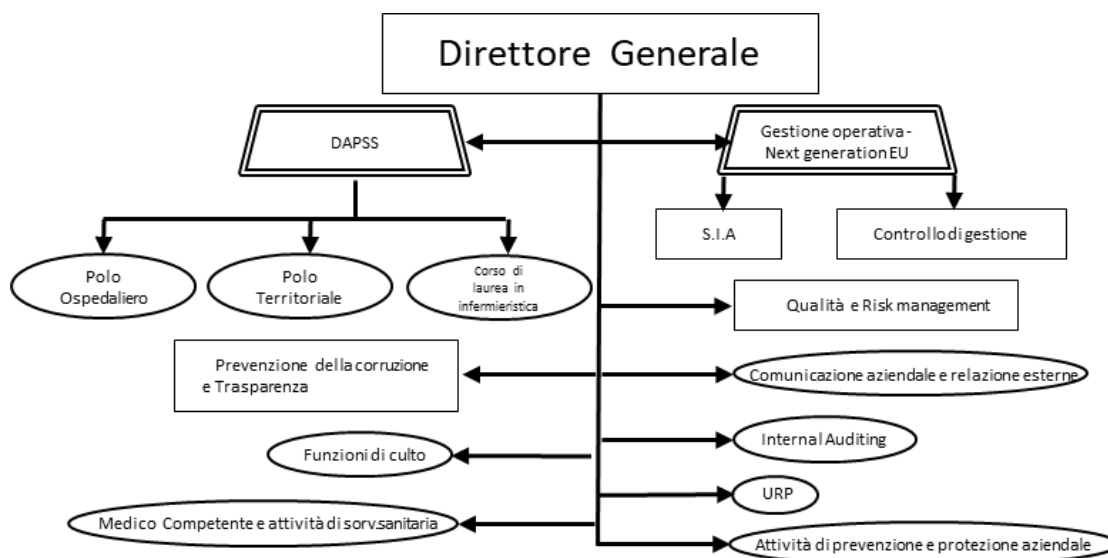 Direttore Generale
DAPSS
Gestione operativa -
Next generation EU
S.I.A
Controllo di gestione
Polo
Ospedaliero
Polo
Territoriale
Corso di
laurea in
infermieristica
Qualità e Risk management
Prevenzione della corruzione
e Trasparenza
Comunicazione aziendale e relazione esterne
Funzioni di culto
Internal Auditing
URP
Medico Competente e attività di sorv.sanitaria
Attività di prevenzione e protezione aziendale